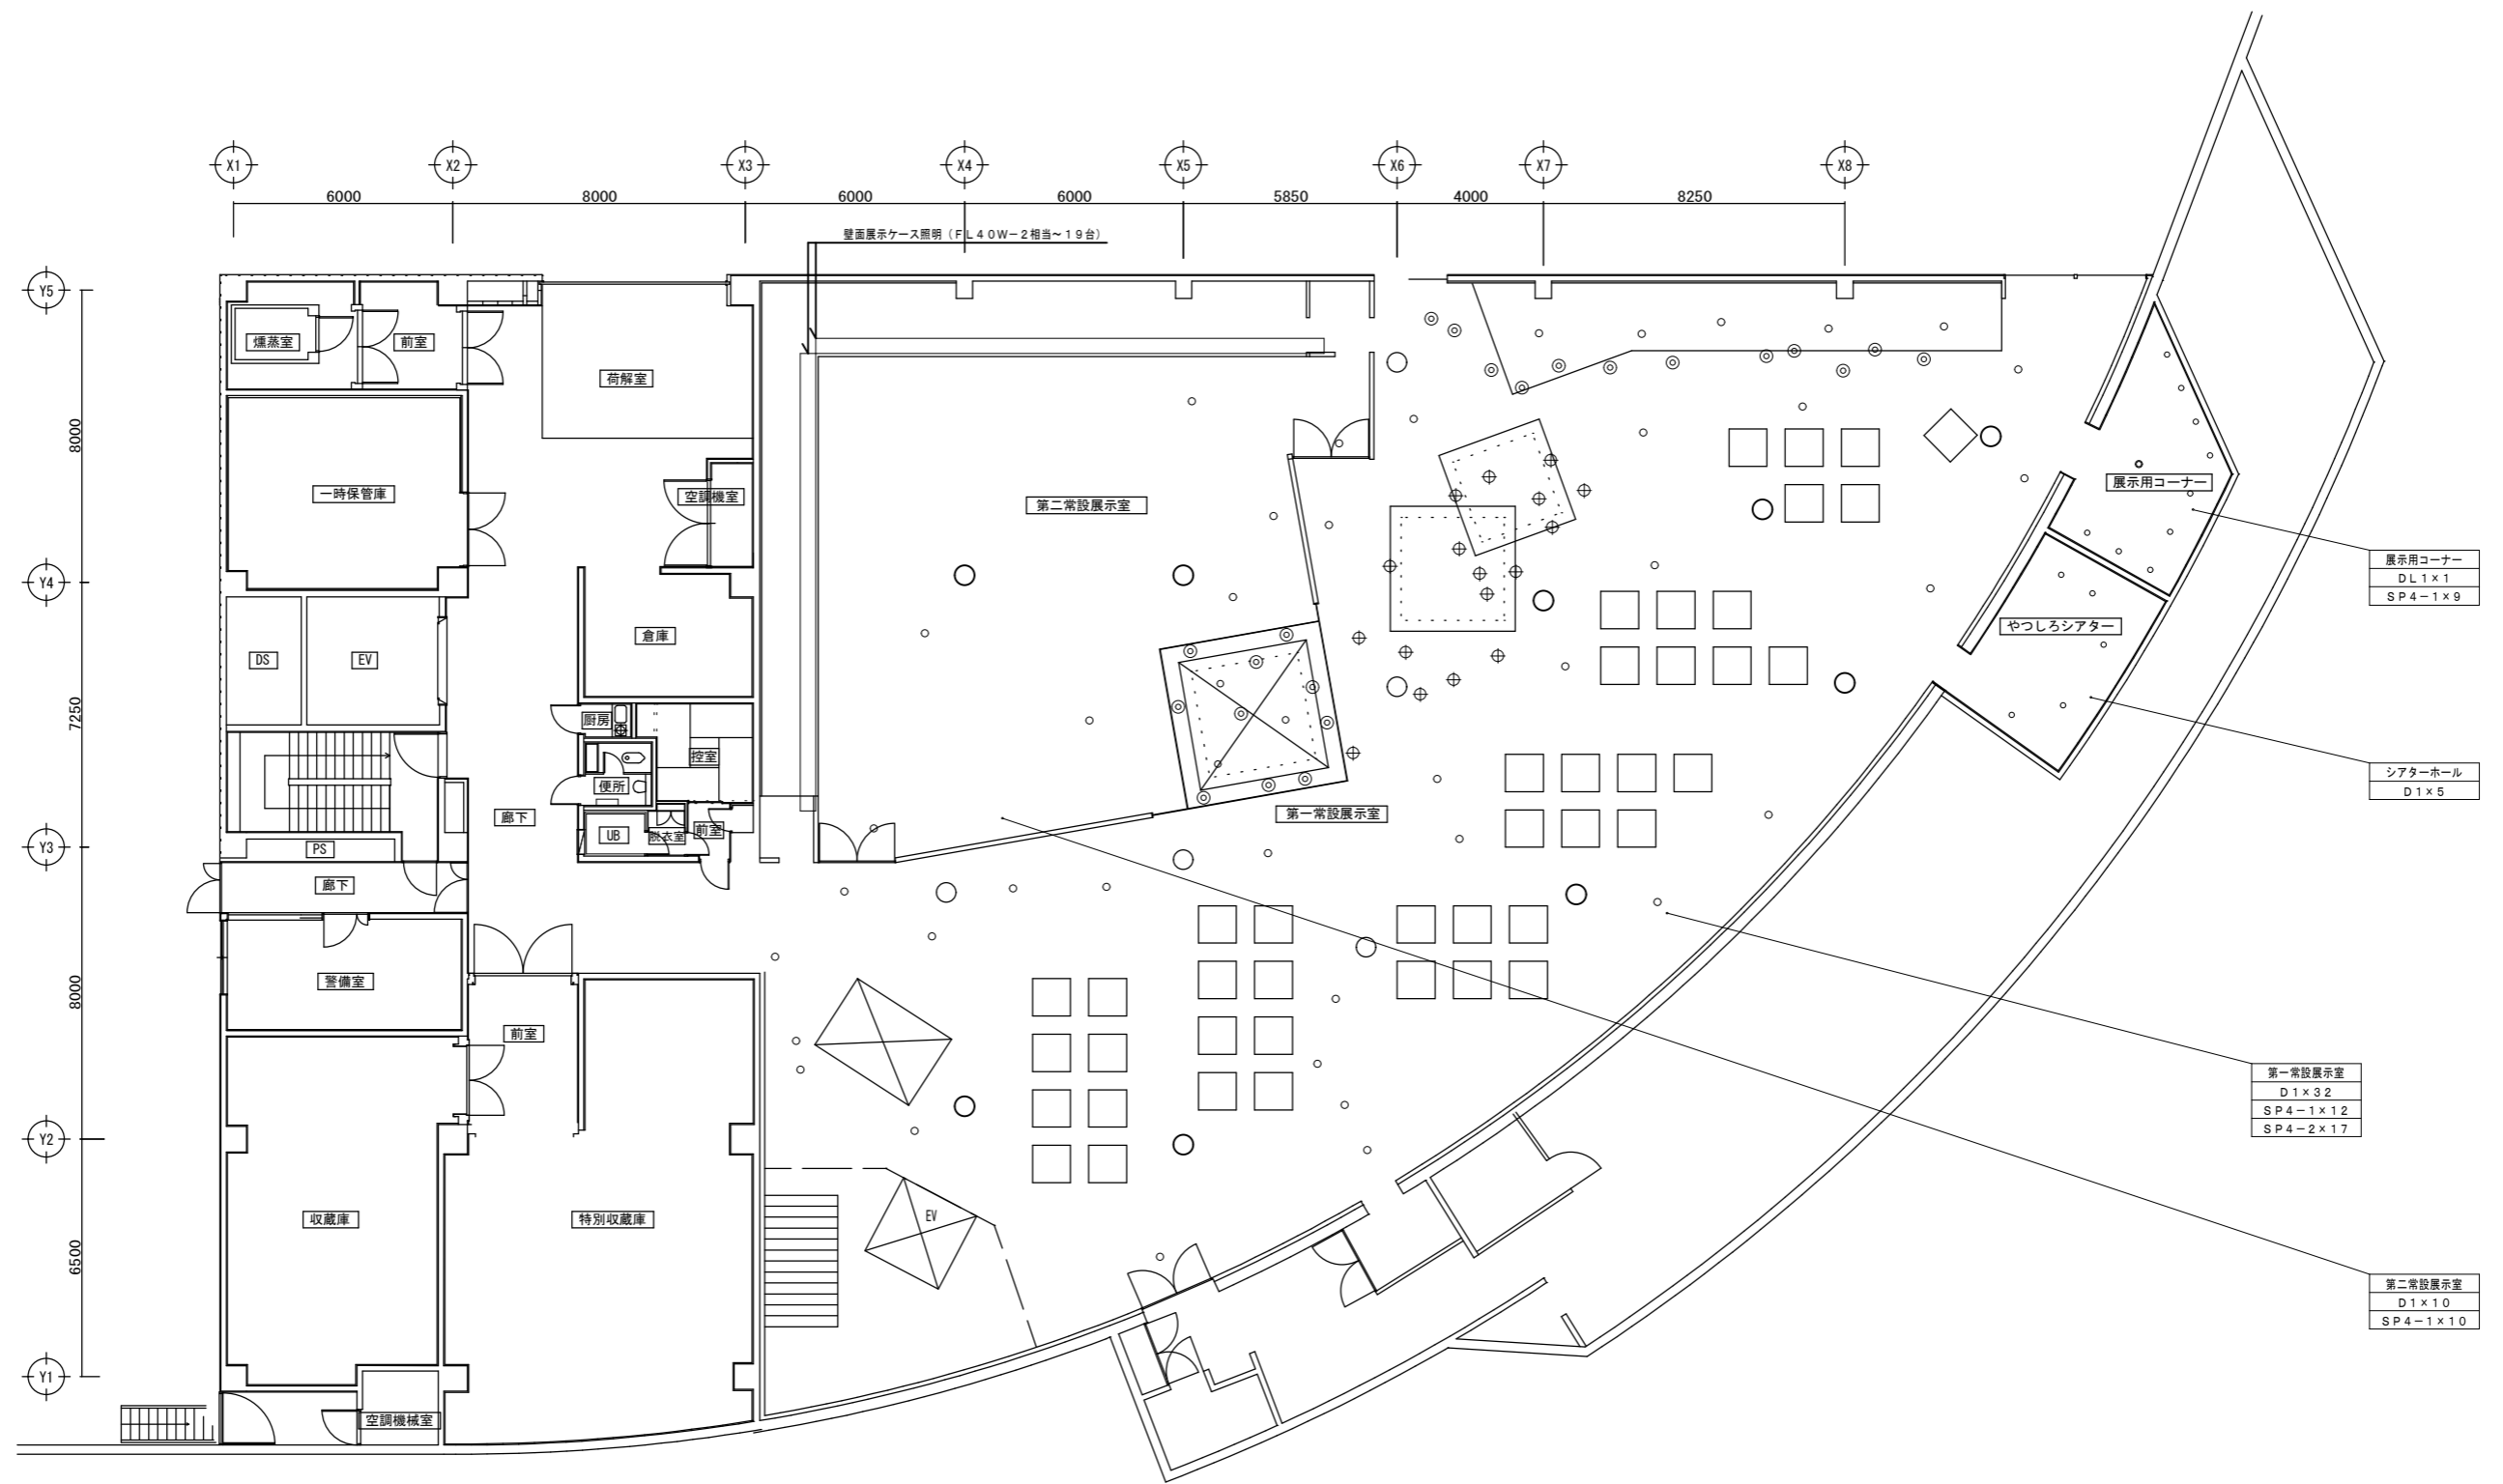 X1
X2
X3
X4
X5
X6
X7
X8
6000
8000
6000
6000
5850
4000
8250
壁面展示ケース照明（FL40W-2相当~19台）
Y5
燻蒸室
前室
荷解室
8000
一時保管庫
空調機室
第二常設展示室
展示用コーナー
展示用コーナー
DL1×1
SP4-1×9
Y4
やつしろシアター
倉庫
DS
EV
7250
厨房
控室
便所
シアターホール
D1×5
第一常設展示室
廊下
UB
脱衣室
前室
Y3
PS
廊下
警備室
8000
前室
第一常設展示室
D1×32
SP4-1×12
SP4-2×17
Y2
収蔵庫
特別収蔵庫
EV
6500
第二常設展示室
D1×10
SP4-1×10
Y1
空調機械室